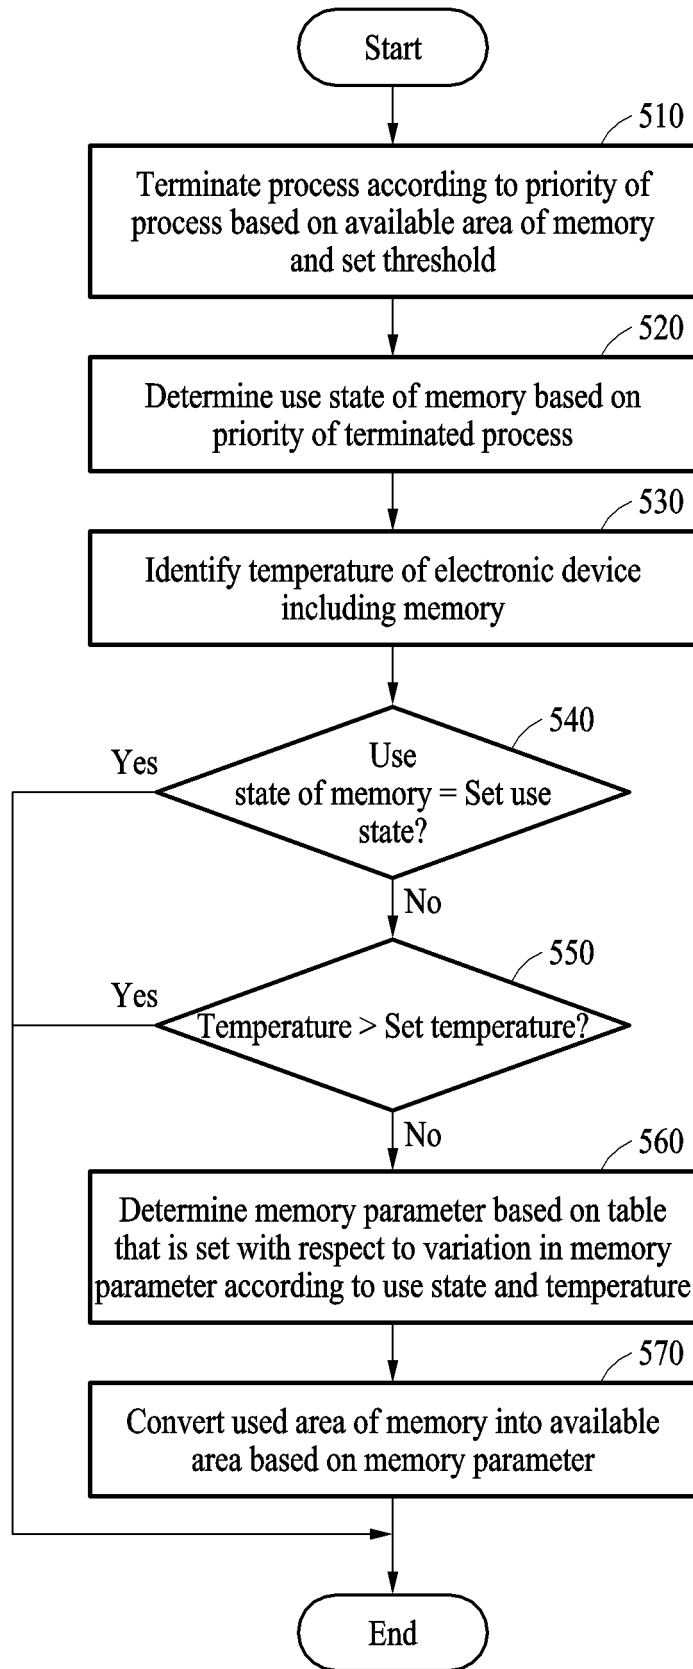 Start
510
Terminate process according to priority of
process based on available area of memory
and set threshold
520
Determine use state of memory based on
priority of terminated process
530
Identify temperature of electronic device
including memory
540
Yes
Use
state of memory = Set use
state?
No
550
Yes
Temperature > Set temperature?
No
560
Determine memory parameter based on table
that is set with respect to variation in memory
parameter according to use state and temperature
570
Convert used area of memory into available
area based on memory parameter
End